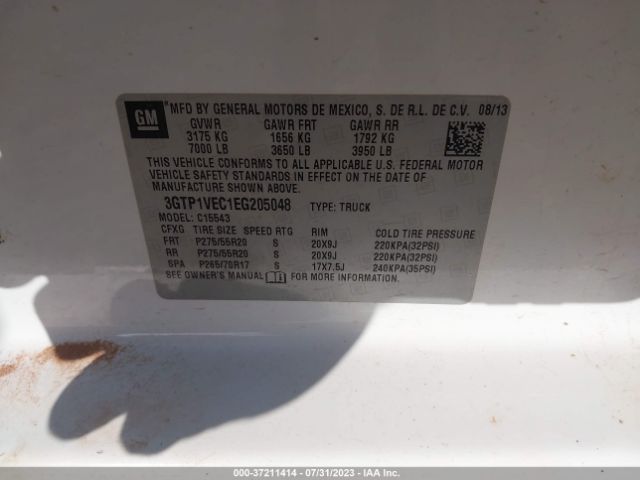 GM
MFD BY GENERAL MOTORS DE MEXICO, S. DE R.L. DE C.V. 08/13
GVWR GAWR FRT GAWR RR
3175 KG 1656 KG 1792 KG
7000 LB 3650 LB 3950 LB
THIS VEHICLE CONFORMS TO ALL APPLICABLE U.S. FEDERAL MOTOR
VEHICLE SAFETY STANDARDS IN EFFECT ON THE DATE OF
MANUFACTURE SHOWN ABOVE.
3GTP1VEC1EG205048 TYPE: TRUCK
MODEL: C15543
CFXG TIRE SIZE SPEED RTG RIM COLD TIRE PRESSURE
FRT P275/55R20 S 20X9J 220KPA(32PSI)
RR P275/55R20 S 20X9J 220KPA(32PSI)
SPA P265/70R17 S 17X7.5J 240KPA(35PSI)
SEE OWNER'S MANUAL FOR MORE INFORMATION.
000-37211414 / 07/31/2023 - ©IAA Inc.